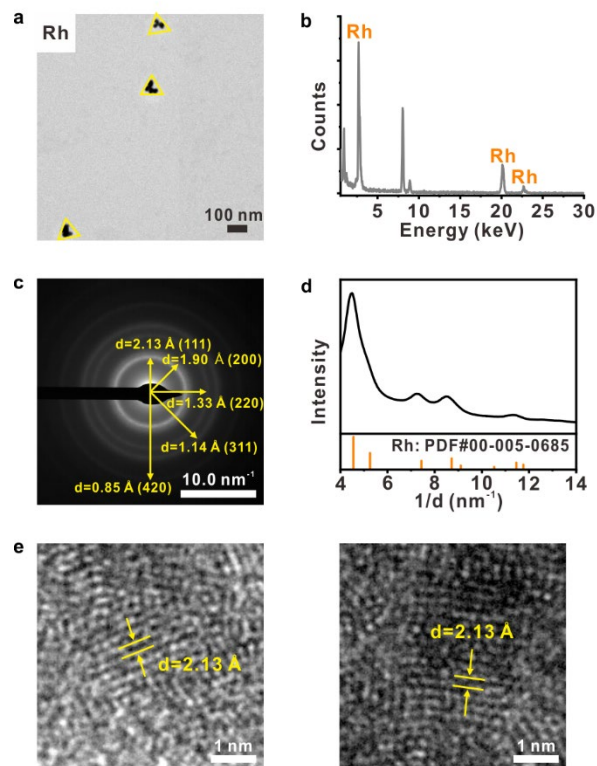 a
Rh
100 nm
b
Rh
Rh
Rh
Counts
5 10 15 20 25 30
Energy (keV)
c
d=2.13 Å (111)
d=1.90 Å (200)
d=1.33 Å (220)
d=1.14 Å (311)
d=0.85 Å (420)
10.0 nm⁻¹
d
Intensity
Rh: PDF#00-005-0685
4 6 8 10 12 14
1/d (nm⁻¹)
e
d=2.13 Å
1 nm
d=2.13 Å
1 nm